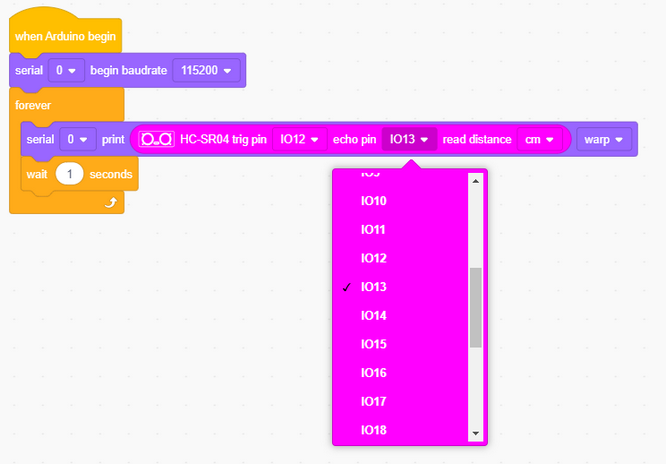 when Arduino begin
serial 0 begin baudrate 115200
forever
serial 0 print HC-SR04 trig pin IO12 echo pin IO13 read distance cm warp
wait 1 seconds
IO9
IO10
IO11
IO12
✓ IO13
IO14
IO15
IO16
IO17
IO18